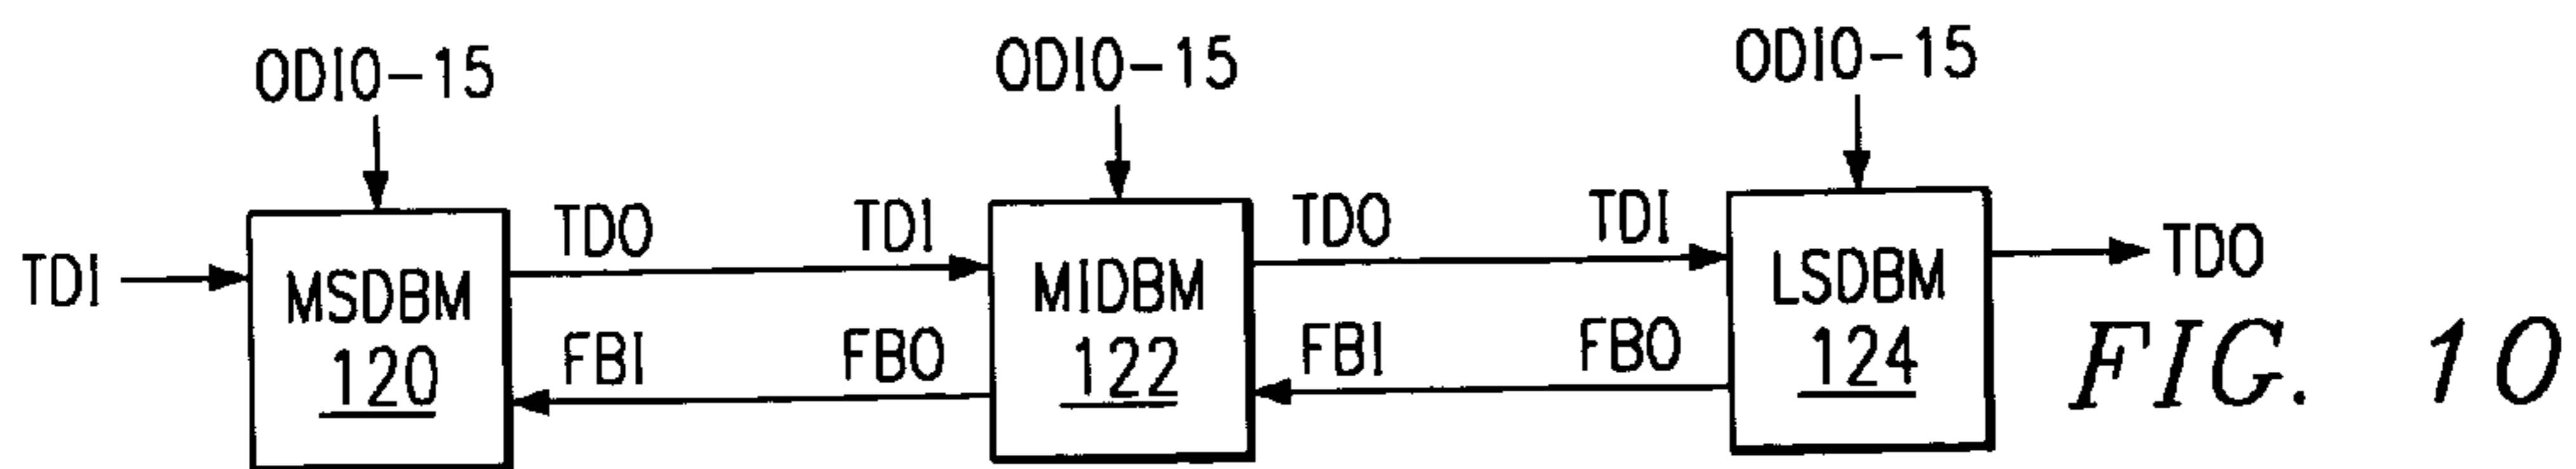 ODI0-15 ODI0-15 ODI0-15
TDI MSDBM 120 TDO TDI MIDBM 122 TDO TDI LSDBM 124 TDO
FBI FBO FBI FBO
FIG. 10